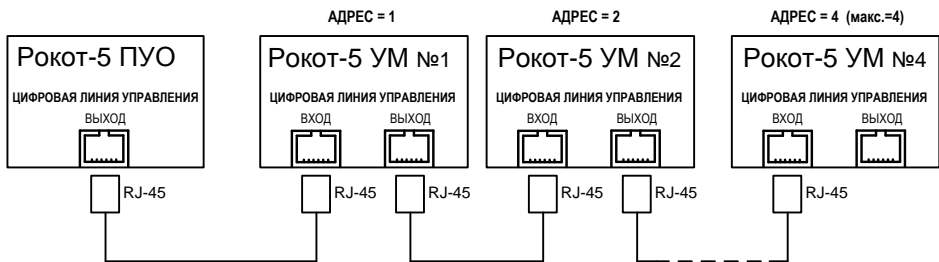 АДРЕС = 1
АДРЕС = 2
АДРЕС = 4 (макс.=4)
Рокот-5 ПУО
Рокот-5 УМ №1
Рокот-5 УМ №2
Рокот-5 УМ №4
ЦИФРОВАЯ ЛИНИЯ УПРАВЛЕНИЯ
ЦИФРОВАЯ ЛИНИЯ УПРАВЛЕНИЯ
ЦИФРОВАЯ ЛИНИЯ УПРАВЛЕНИЯ
ЦИФРОВАЯ ЛИНИЯ УПРАВЛЕНИЯ
ВЫХОД
ВХОД
ВЫХОД
ВХОД
ВЫХОД
ВХОД
ВЫХОД
RJ-45
RJ-45
RJ-45
RJ-45
RJ-45
RJ-45